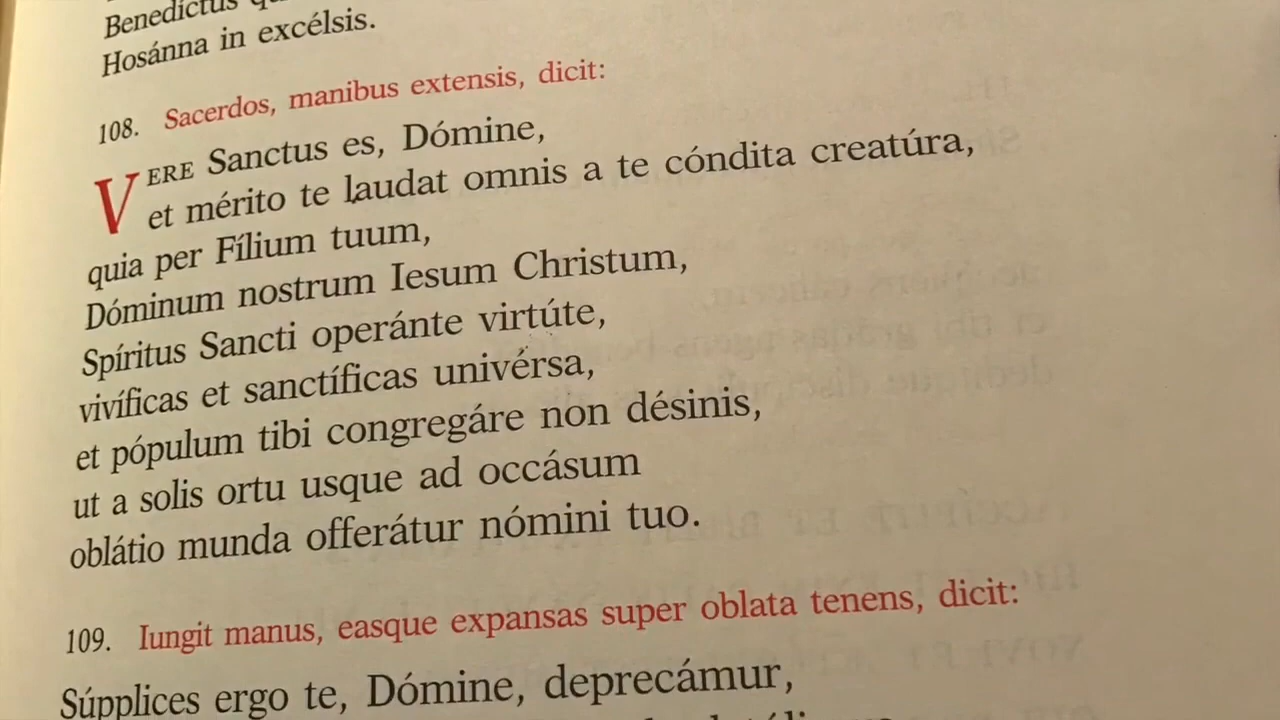 Benedíctus
Hosánna in excélsis.
108. Sacerdos, manibus extensis, dicit:
VERE Sanctus es, Dómine,
et mérito te laudat omnis a te cóndita creatúra,
quia per Fílium tuum,
Dóminum nostrum Iesum Christum,
Spíritus Sancti operánte virtúte,
vivíficas et sanctíficas univérsa,
et pópulum tibi congregáre non désinis,
ut a solis ortu usque ad occásum
oblátio munda offerátur nómini tuo.
109. Iungit manus, easque expansas super oblata tenens, dicit:
Súpplices ergo te, Dómine, deprecámur,